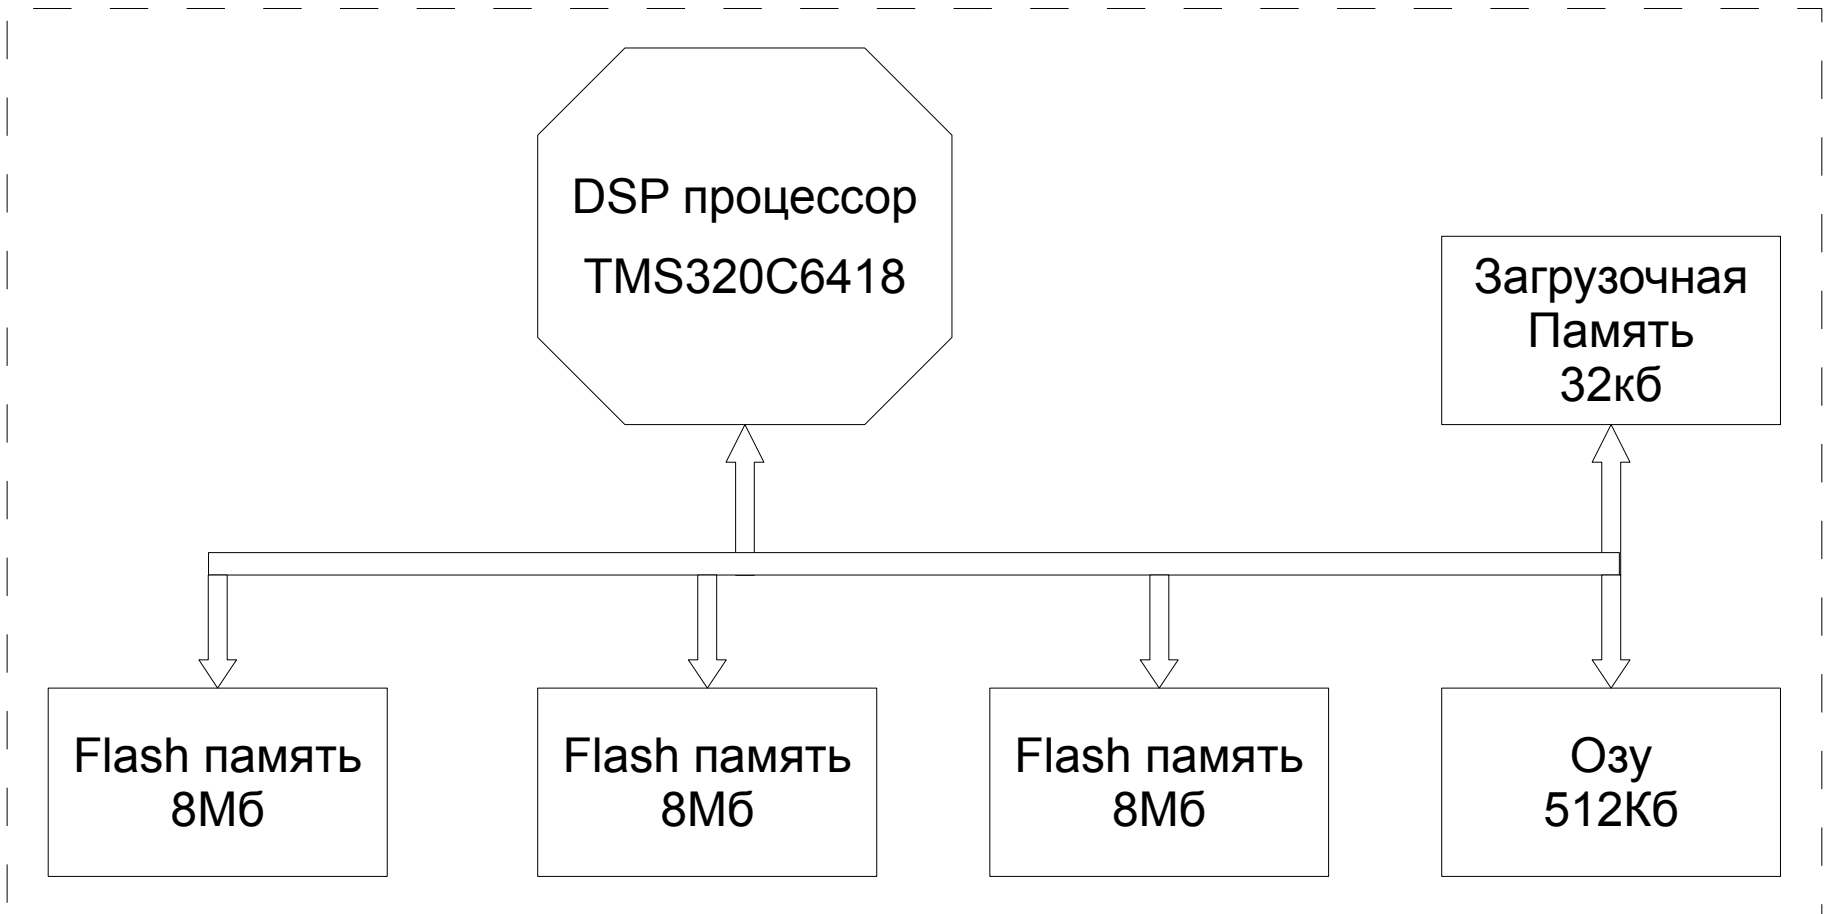 DSP процессор
TMS320C6418
Загрузочная
Память
32кб
Flash память
8Мб
Flash память
8Мб
Flash память
8Мб
Озу
512Кб